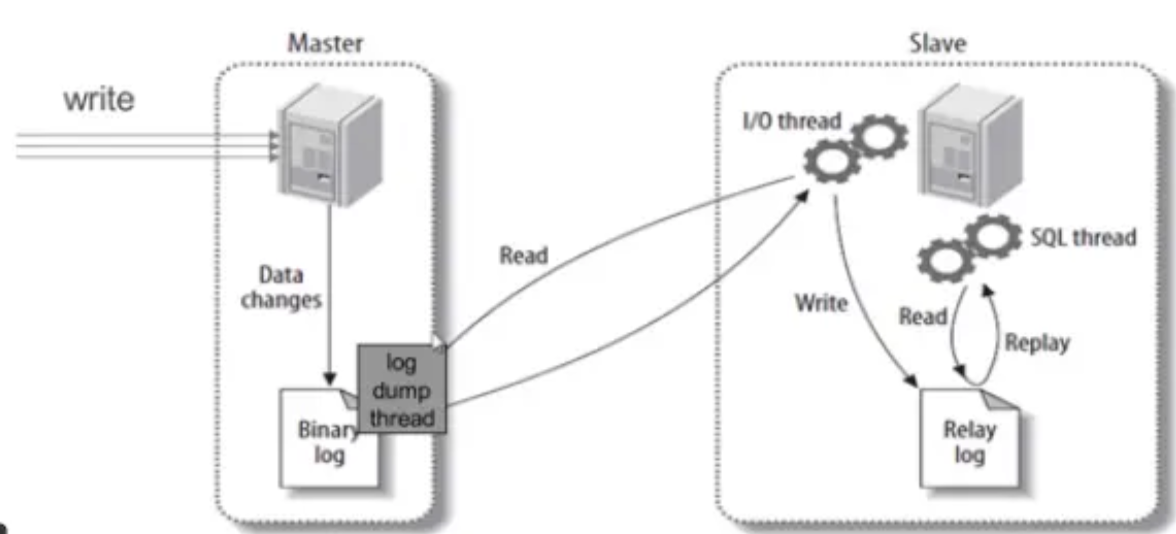 Master
Slave
write
I/O thread
SQL thread
Read
Data
changes
Write
Read
Replay
log
dump
thread
Binary
log
Relay
log